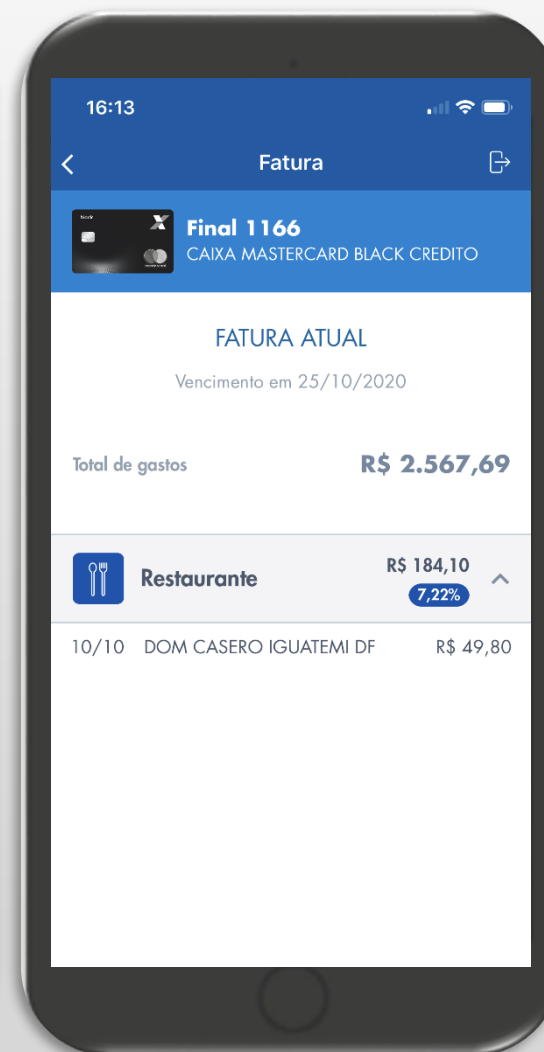 16:13
Fatura
Final 1166
CAIXA MASTERCARD BLACK CREDITO
FATURA ATUAL
Vencimento em 25/10/2020
Total de gastos R$ 2.567,69
Restaurante R$ 184,10
7,22%
10/10 DOM CASERO IGUATEMI DF R$ 49,80